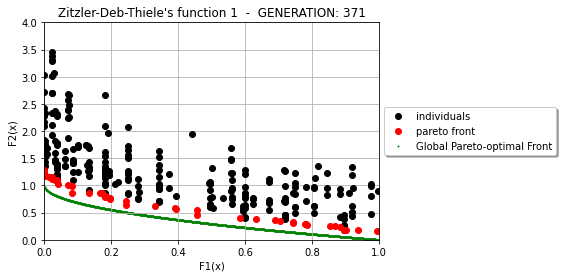 Zitzler-Deb-Thiele's function 1 - GENERATION: 371
4.0
3.5
3.0
2.5
2.0
1.5
1.0
0.5
0.0
F2(x)
0.0 0.2 0.4 0.6 0.8 1.0
F1(x)
individuals
pareto front
Global Pareto-optimal Front